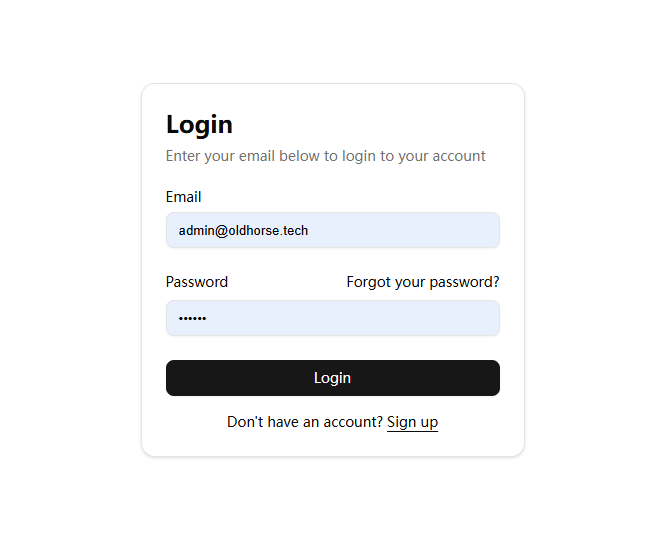 Login
Enter your email below to login to your account
Email
admin@oldhorse.tech
Password Forgot your password?
••••••
Login
Don't have an account? Sign up